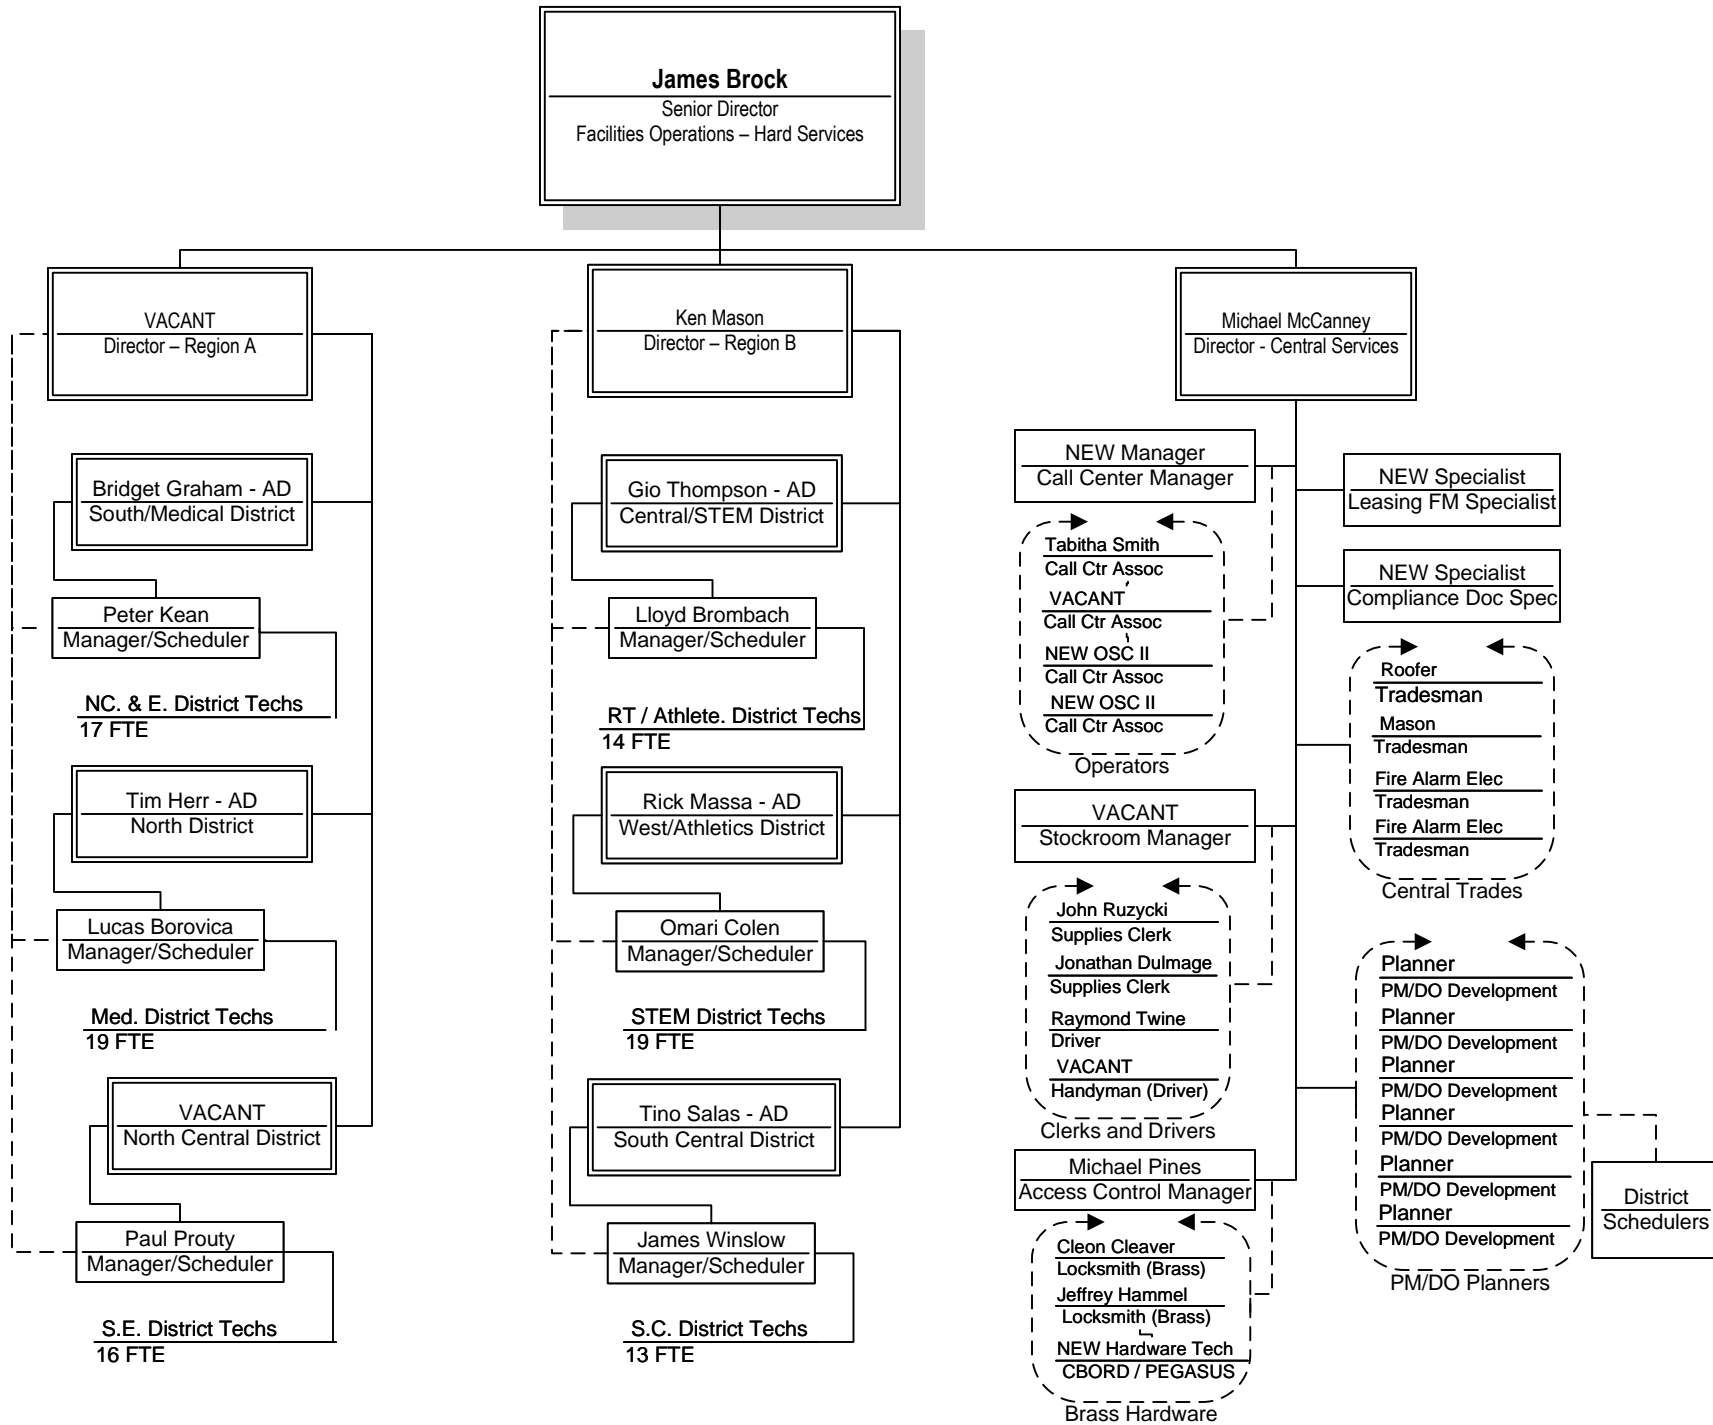 James Brock
Senior Director
Facilities Operations – Hard Services
VACANT
Director – Region A
Bridget Graham - AD
South/Medical District
Peter Kean
Manager/Scheduler
NC. & E. District Techs
17 FTE
Tim Herr - AD
North District
Lucas Borovica
Manager/Scheduler
Med. District Techs
19 FTE
VACANT
North Central District
Paul Prouty
Manager/Scheduler
S.E. District Techs
16 FTE
Ken Mason
Director – Region B
Gio Thompson - AD
Central/STEM District
Lloyd Brombach
Manager/Scheduler
RT / Athlete. District Techs
14 FTE
Rick Massa - AD
West/Athletics District
Omari Colen
Manager/Scheduler
STEM District Techs
19 FTE
Tino Salas - AD
South Central District
James Winslow
Manager/Scheduler
S.C. District Techs
13 FTE
Michael McCanney
Director - Central Services
NEW Manager
Call Center Manager
Tabitha Smith
Call Ctr Assoc
VACANT
Call Ctr Assoc
NEW OSC II
Call Ctr Assoc
NEW OSC II
Call Ctr Assoc
Operators
VACANT
Stockroom Manager
John Ruzycki
Supplies Clerk
Jonathan Dulmage
Supplies Clerk
Raymond Twine
Driver
VACANT
Handyman (Driver)
Clerks and Drivers
Michael Pines
Access Control Manager
Cleon Cleaver
Locksmith (Brass)
Jeffrey Hammel
Locksmith (Brass)
NEW Hardware Tech
CBORD / PEGASUS
Brass Hardware
NEW Specialist
Leasing FM Specialist
NEW Specialist
Compliance Doc Spec
Roofer
Tradesman
Mason
Tradesman
Fire Alarm Elec
Tradesman
Fire Alarm Elec
Tradesman
Central Trades
Planner
PM/DO Development
Planner
PM/DO Development
Planner
PM/DO Development
Planner
PM/DO Development
Planner
PM/DO Development
Planner
PM/DO Development
PM/DO Planners
District
Schedulers